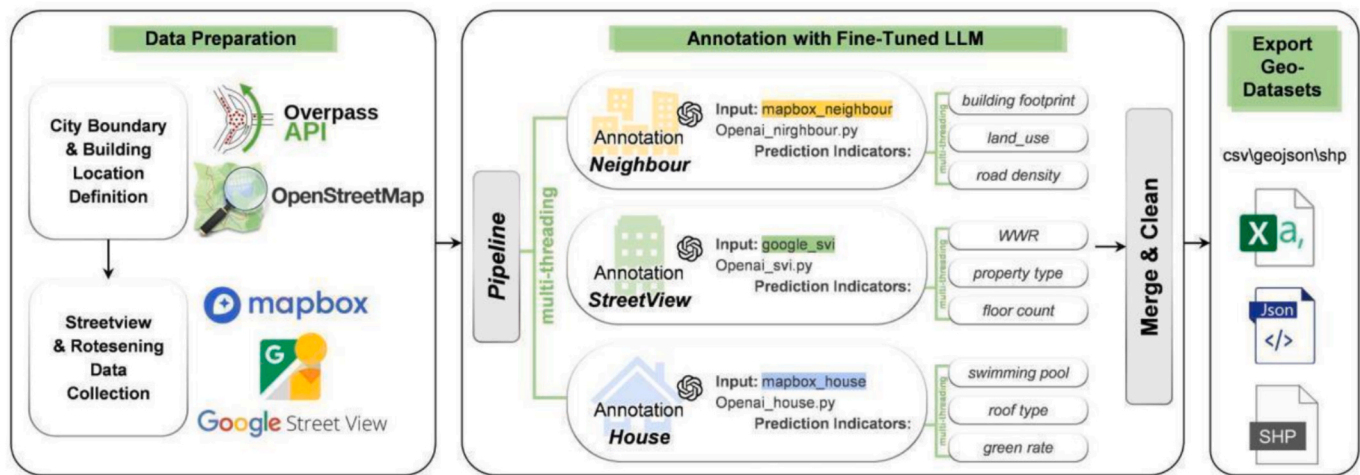 Data Preparation
City Boundary
& Building
Location
Definition
Overpass
API
OpenStreetMap
Streetview
& Rotesening
Data
Collection
mapbox
G
Google Street View
Annotation with Fine-Tuned LLM
Pipeline
multi-threading
Annotation
Neighbour
Input: mapbox_neighbour
Openai_nirghbour.py
Prediction Indicators:
multi-threading
building footprint
land_use
road density
Annotation
StreetView
Input: google_svi
Openai_svi.py
Prediction Indicators:
multi-threading
WWR
property type
floor count
Annotation
House
Input: mapbox_house
Openai_house.py
Prediction Indicators:
multi-threading
swimming pool
roof type
green rate
Merge & Clean
Export
Geo-
Datasets
csv\geojson\shp
X a,
Json
</>
SHP